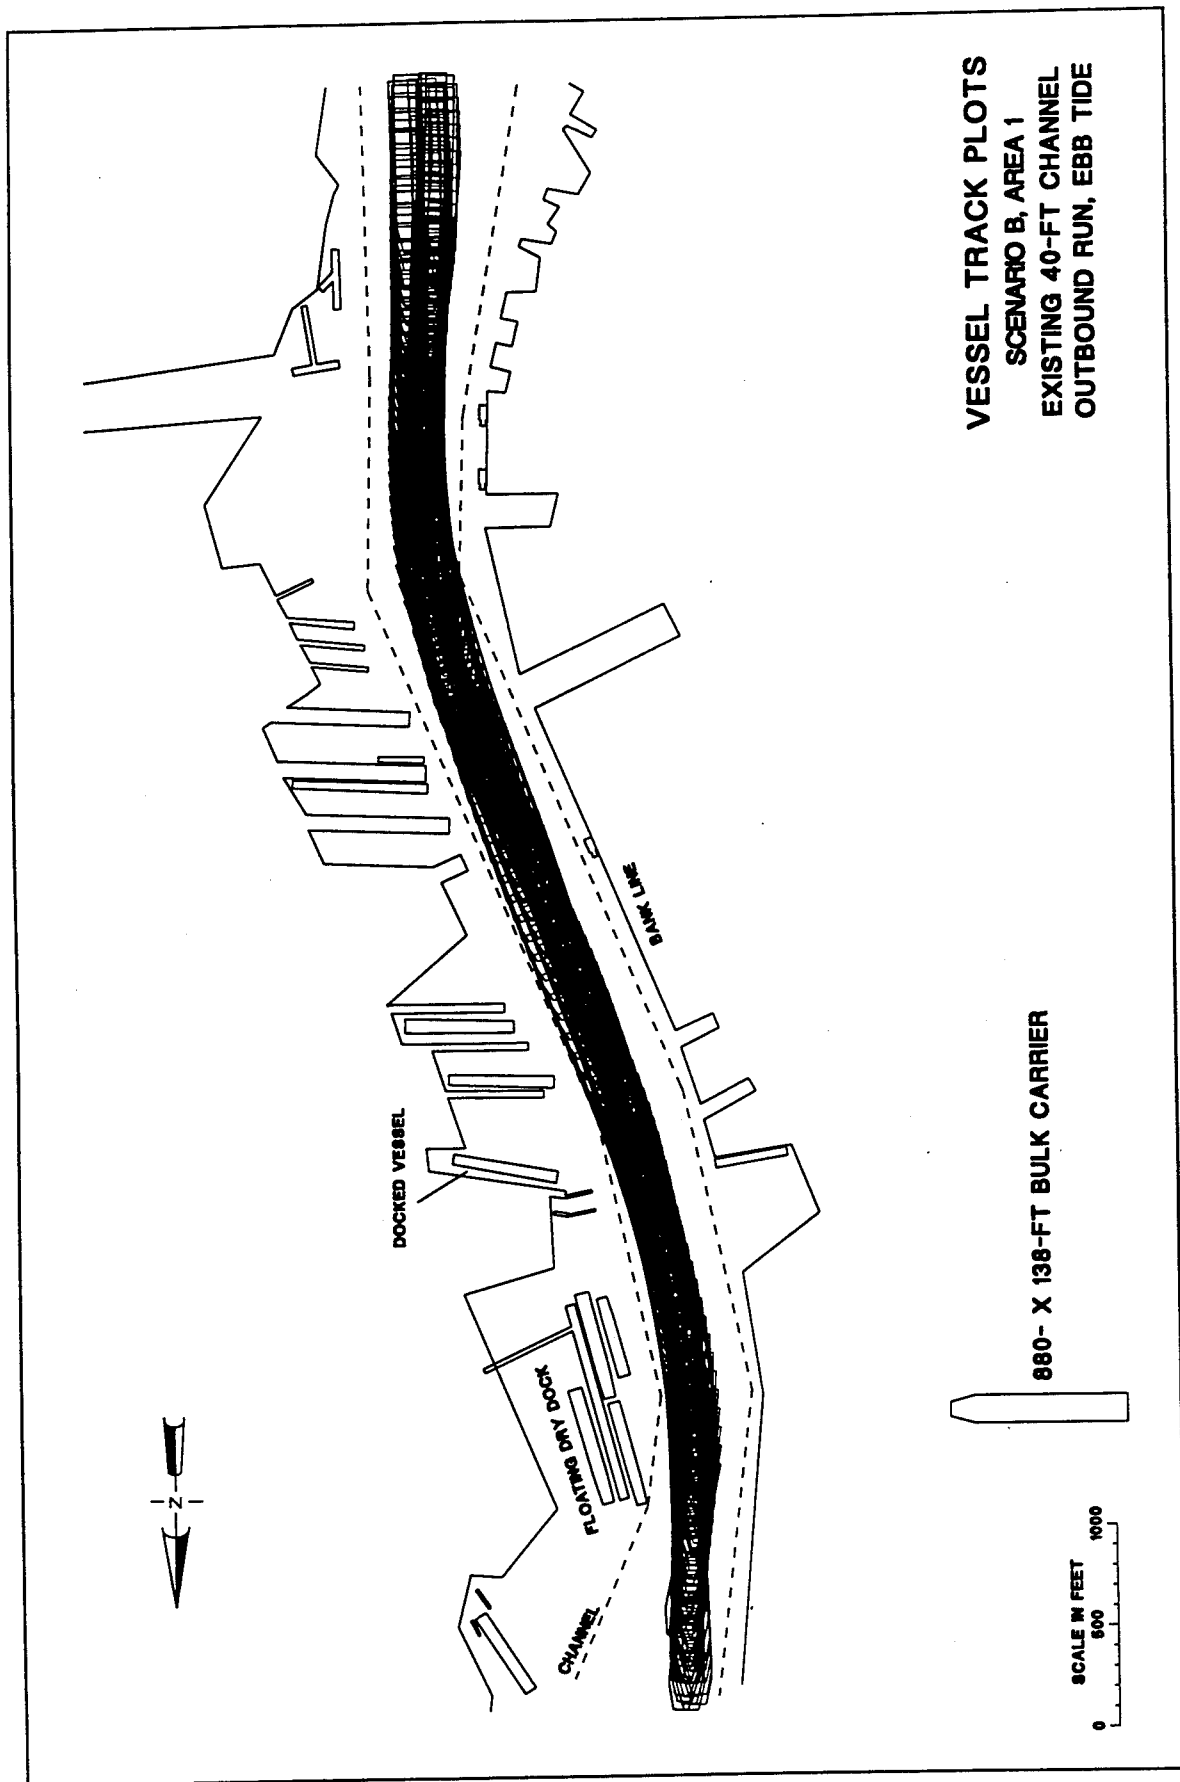 VESSEL TRACK PLOTS
SCENARIO B, AREA 1
EXISTING 40-FT CHANNEL
OUTBOUND RUN, EBB TIDE
N
DOCKED VESSEL
BANK LINE
FLOATING DRY DOCK
CHANNEL
880- X 138-FT BULK CARRIER
SCALE IN FEET
0 500 1000